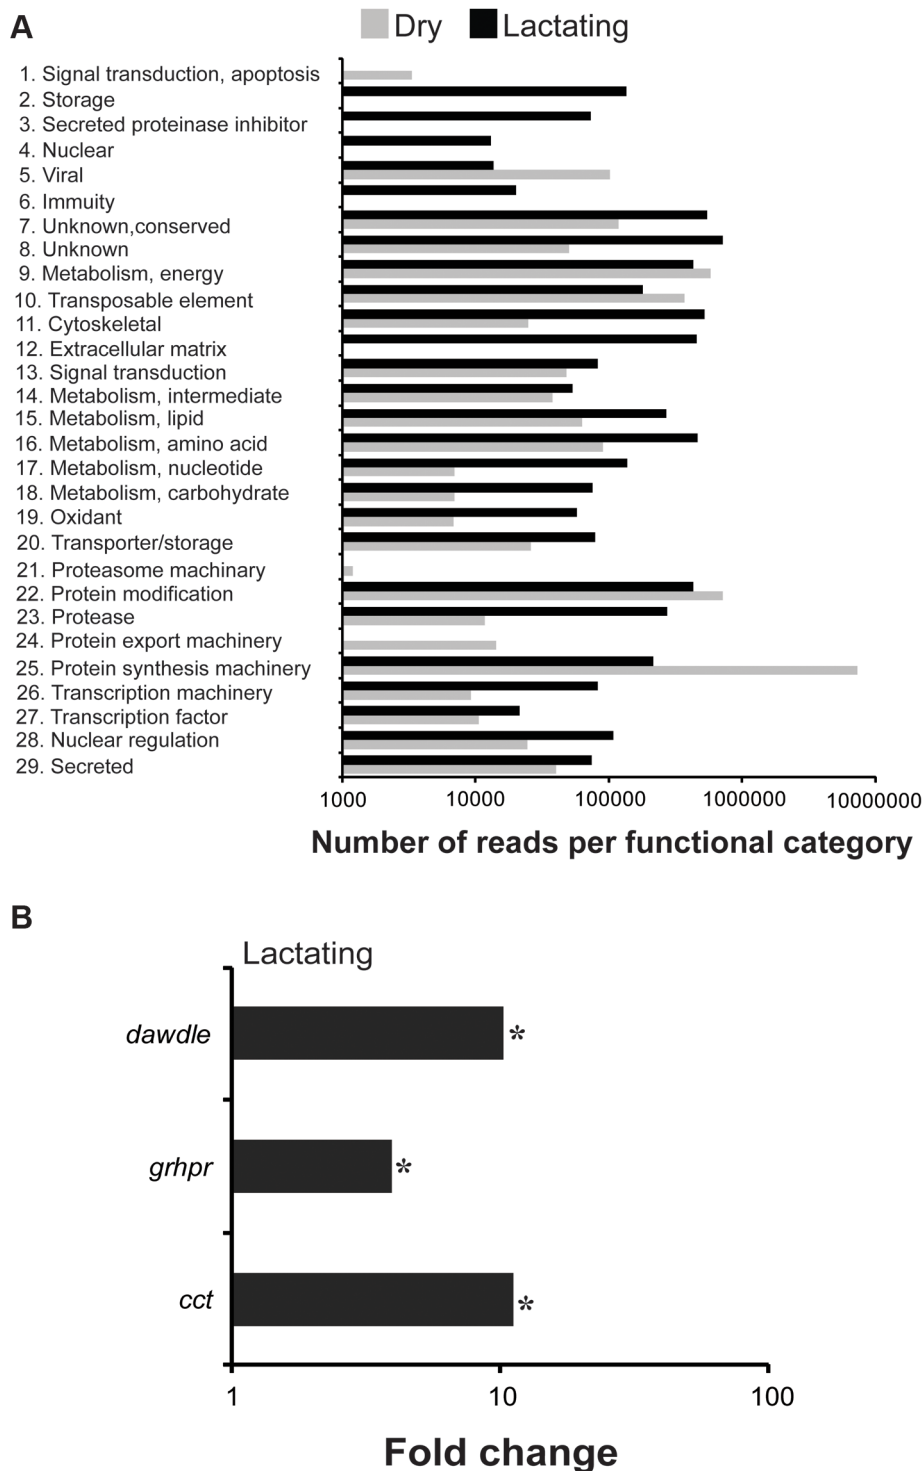 A
Dry Lactating
1. Signal transduction, apoptosis
2. Storage
3. Secreted proteinase inhibitor
4. Nuclear
5. Viral
6. Immuity
7. Unknown,conserved
8. Unknown
9. Metabolism, energy
10. Transposable element
11. Cytoskeletal
12. Extracellular matrix
13. Signal transduction
14. Metabolism, intermediate
15. Metabolism, lipid
16. Metabolism, amino acid
17. Metabolism, nucleotide
18. Metabolism, carbohydrate
19. Oxidant
20. Transporter/storage
21. Proteasome machinary
22. Protein modification
23. Protease
24. Protein export machinery
25. Protein synthesis machinery
26. Transcription machinery
27. Transcription factor
28. Nuclear regulation
29. Secreted
1000 10000 100000 1000000 10000000
Number of reads per functional category
B
Lactating
dawdle *
grhpr *
cct *
1 10 100
Fold change